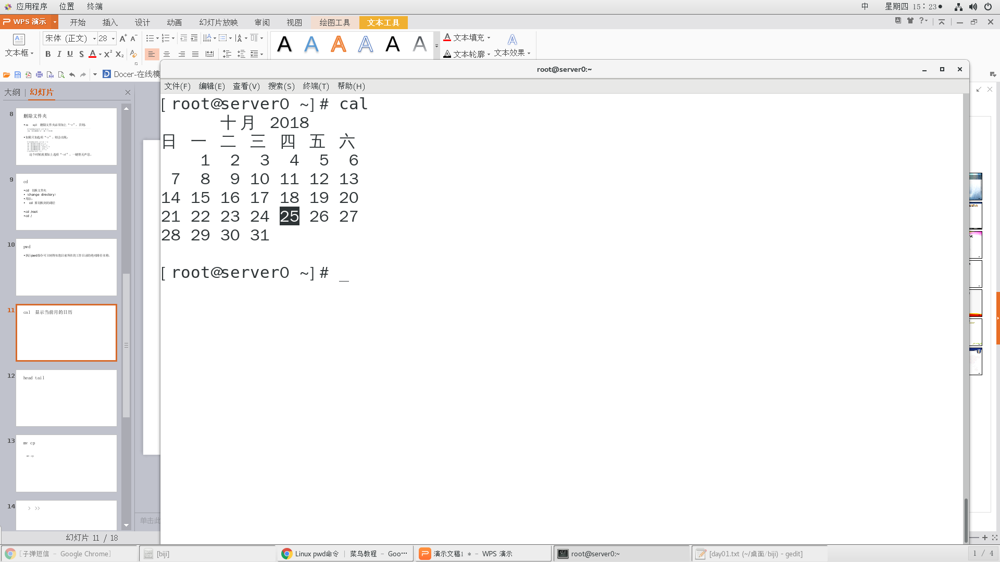 应用程序 位置 终端
中 星期四 15：23●
WPS 演示 开始 插入 设计 动画 幻灯片放映 审阅 视图 绘图工具 文本工具
文本框 宋体 (正文) 28 文本填充
B I U S A X² X₂ 文本轮廓 文本效果
Docer-在线模
root@server0:~
文件(F) 编辑(E) 查看(V) 搜索(S) 终端(T) 帮助(H)
[root@server0 ~]# cal
十月 2018
日 一 二 三 四 五 六
1 2 3 4 5 6
7 8 9 10 11 12 13
14 15 16 17 18 19 20
21 22 23 24 25 26 27
28 29 30 31
[root@server0 ~]# _
大纲 | 幻灯片
8
删除文件夹
9
cd
•cd 切换文件夹
•（change directory）
•用法：
• cd 要切换到的路径
•cd /root
•cd /
10
pwd
•执行pwd指令可立刻得知您目前所在的工作目录的绝对路径名称。
11
cal 显示当前月的日历
12
head tail
13
mv cp
mv cp
14
> >>
单击此
幻灯片 11 / 18
[子弹短信 – Google Chrome]
[biji]
Linux pwd命令 | 菜鸟教程 – Goo…
演示文稿1 * – WPS 演示
root@server0:~
[day01.txt (~/桌面/biji) - gedit]
1 / 4